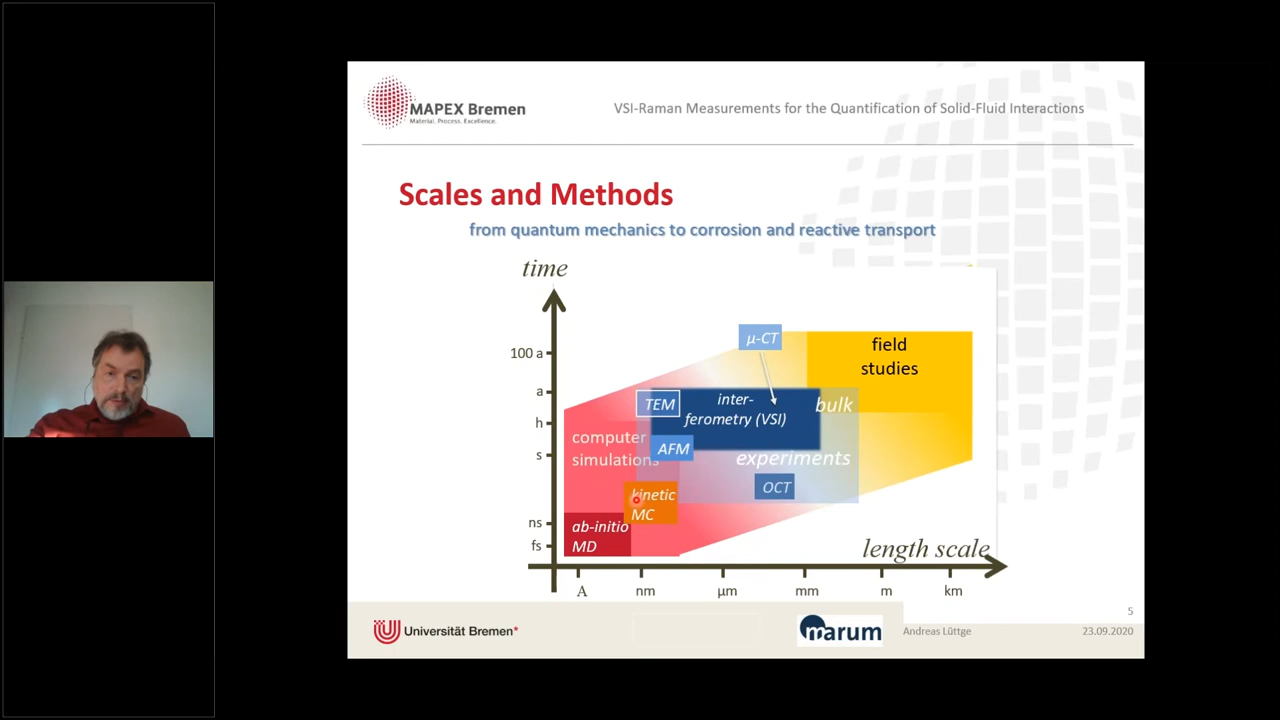 MAPEX Bremen
Material. Process. Excellence.
VSI-Raman Measurements for the Quantification of Solid-Fluid Interactions
Scales and Methods
from quantum mechanics to corrosion and reactive transport
time
100 a
a
h
s
ns
fs
μ-CT
field
studies
TEM
inter-
ferometry (VSI)
bulk
computer
simulations
AFM
experiments
kinetic
MC
OCT
ab-initio
MD
length scale
A
nm
μm
mm
m
km
5
Universität Bremen*
marum
Andreas Lüttge
23.09.2020